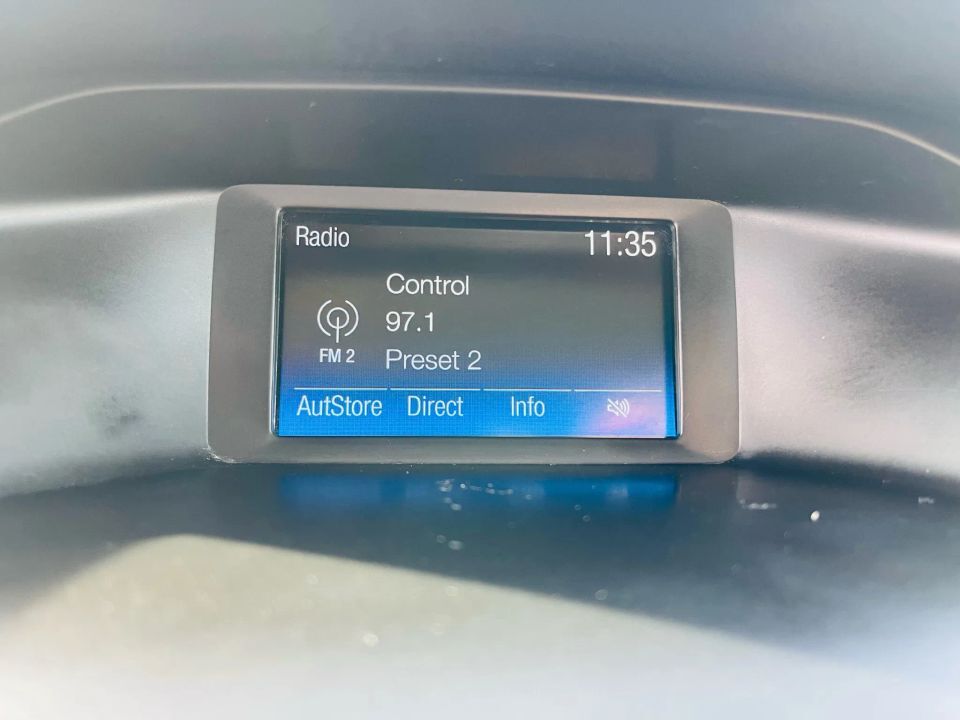 Radio 11:35
Control
97.1
FM 2
Preset 2
AutStore Direct Info